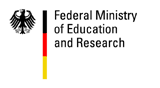 Federal Ministry
of Education
and Research